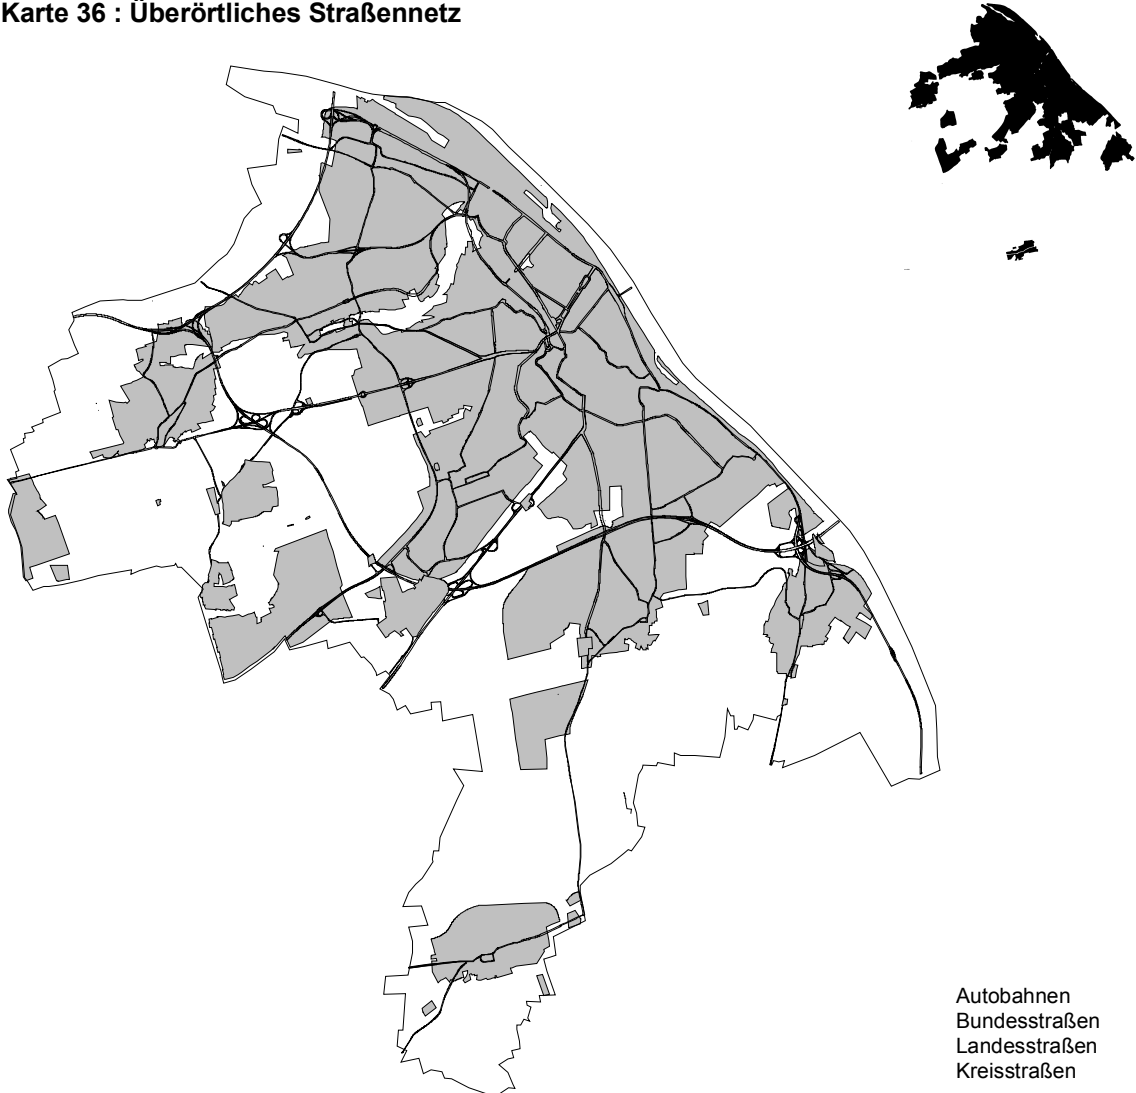 Karte 36 : Überörtliches Straßennetz
Autobahnen
Bundesstraßen
Landesstraßen
Kreisstraßen